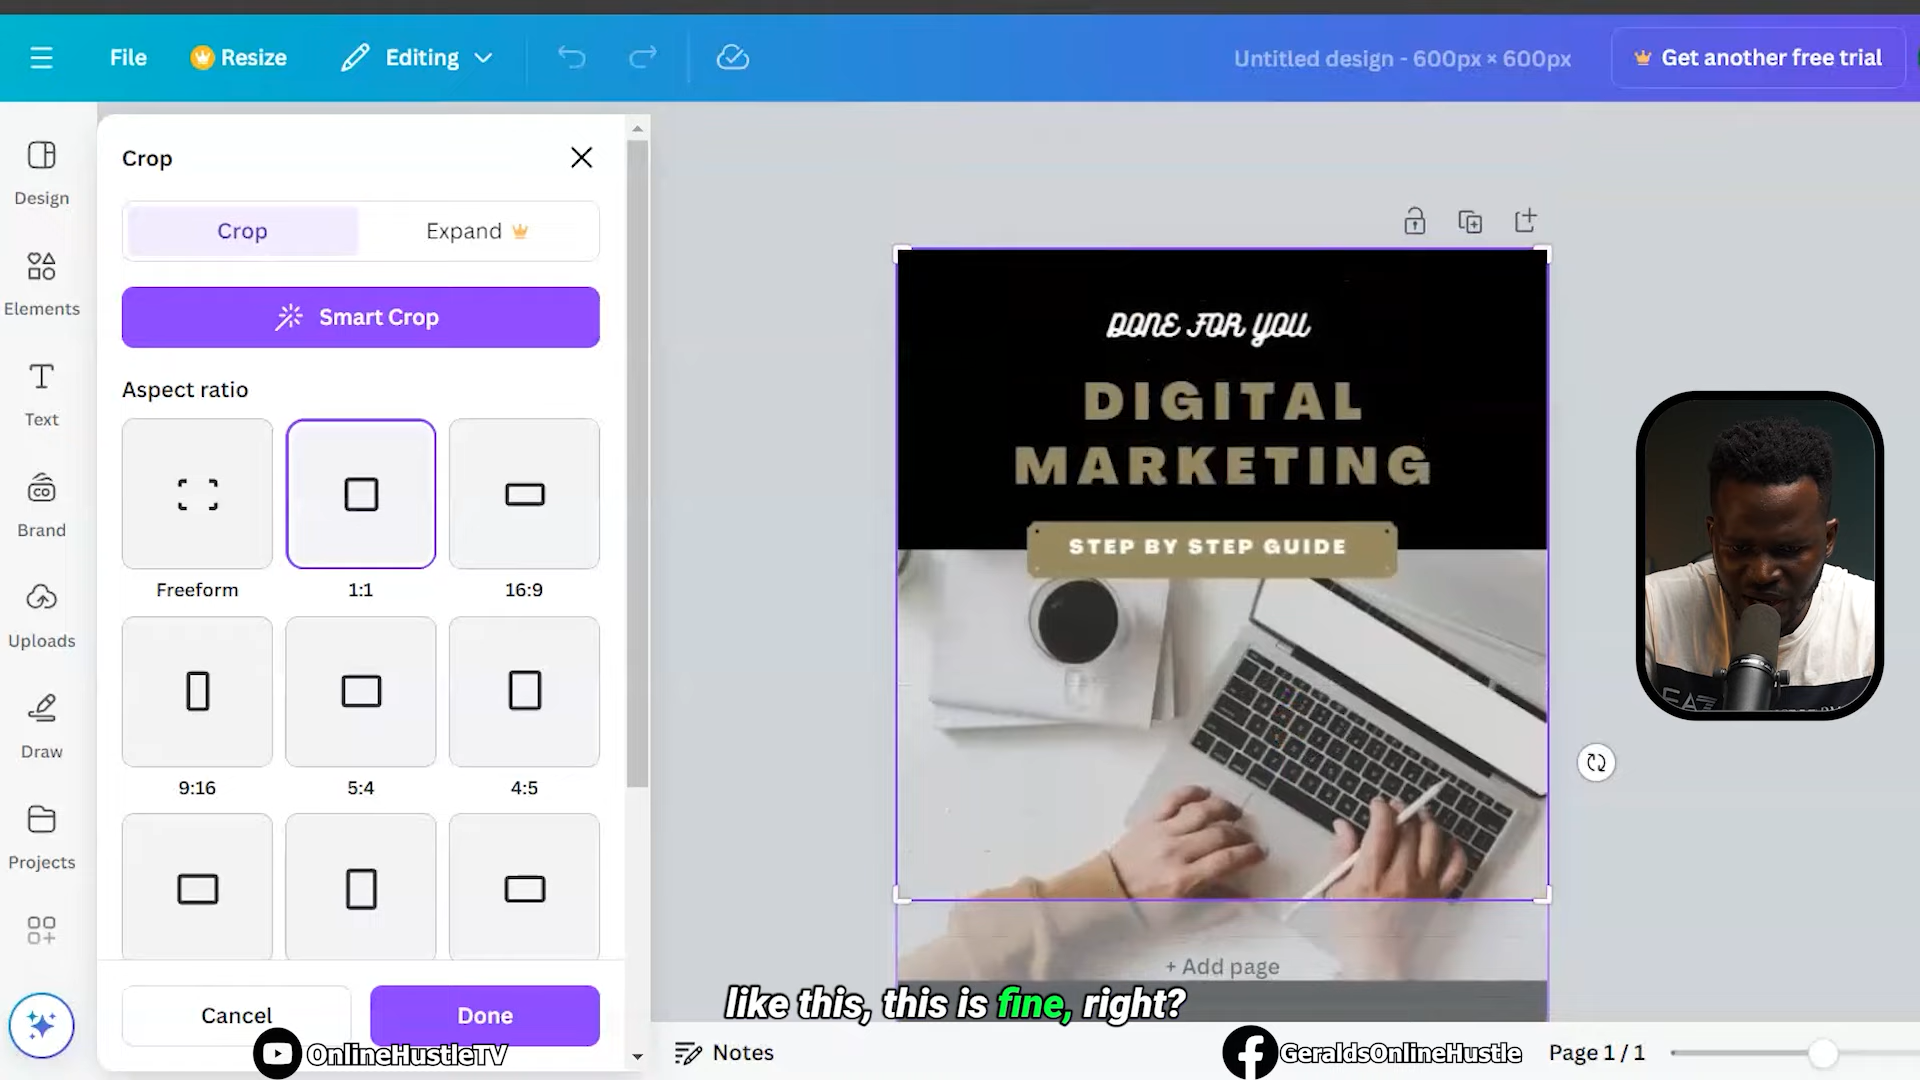 File
Resize
Editing
Untitled design - 600px × 600px
Get another free trial
Design
Elements
Text
Brand
Uploads
Draw
Projects
CO
Crop
Crop
Expand
Smart Crop
Aspect ratio
Freeform
1:1
16:9
9:16
5:4
4:5
Cancel
Done
DONE FOR YOU
DIGITAL
MARKETING
STEP BY STEP GUIDE
+ Add page
like this, this is fine, right?
OnlineHustleTV
Notes
GeraldsOnlineHustle
Page 1 / 1